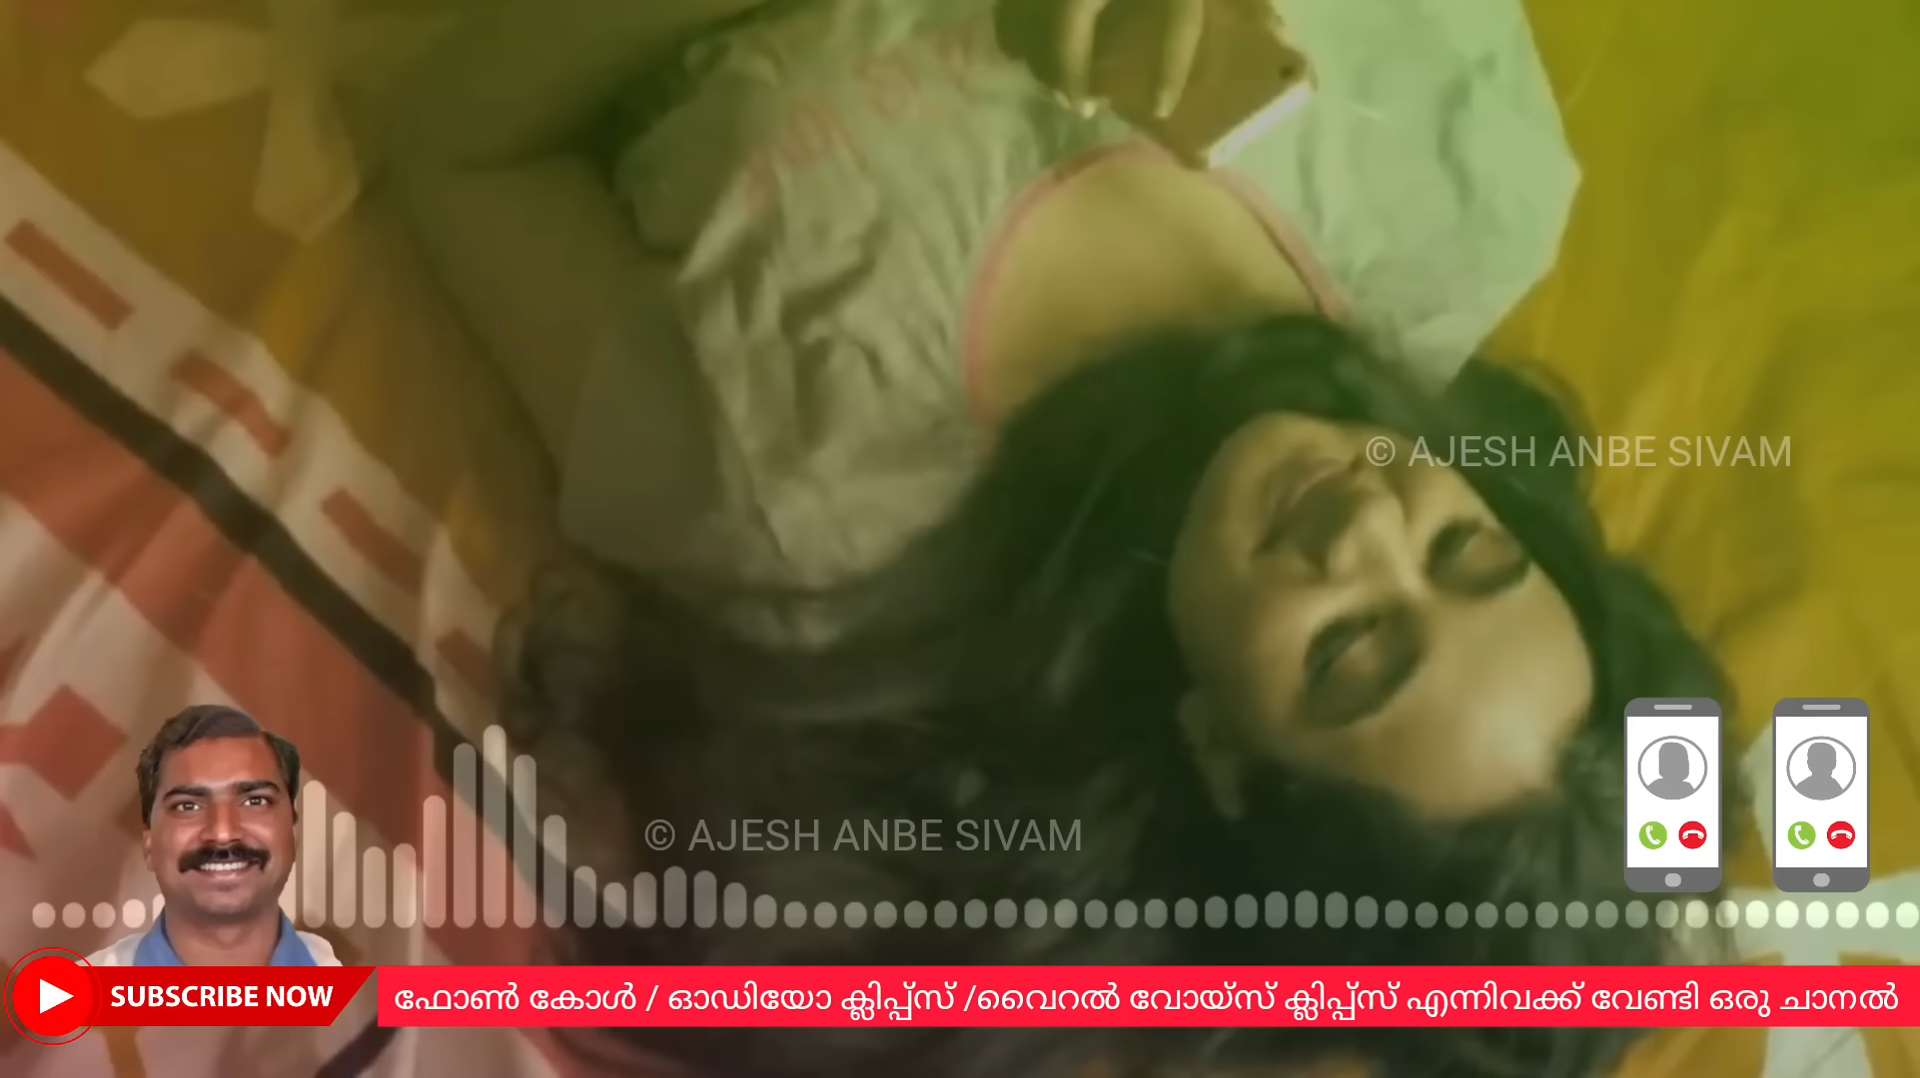 © AJESH ANBE SIVAM
© AJESH ANBE SIVAM
SUBSCRIBE NOW
ഫോൺ കോൾ / ഓഡിയോ ക്ലിപ്പ്സ് /വൈറൽ വോയ്സ് ക്ലിപ്പ്സ് എന്നിവക്ക് വേണ്ടി ഒരു ചാനൽ